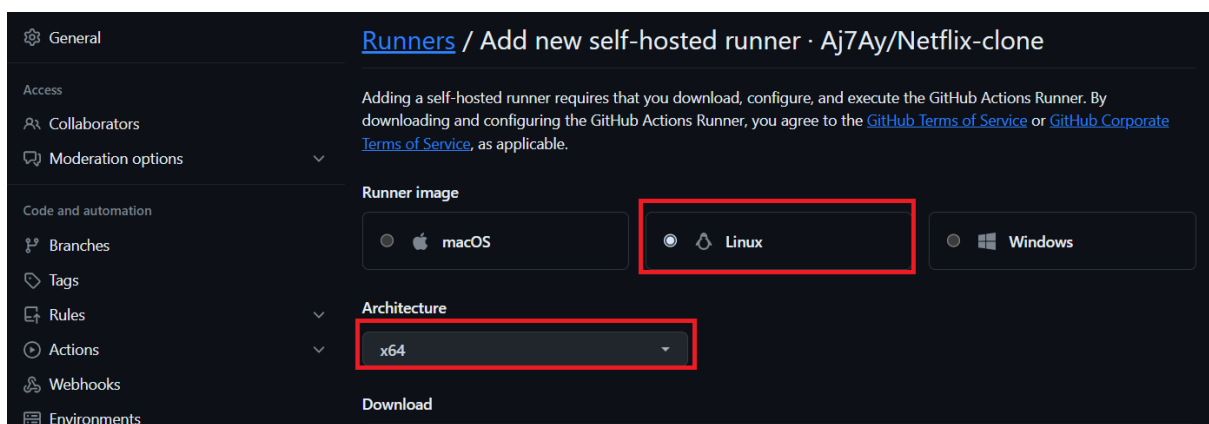 General
Access
Collaborators
Moderation options
Code and automation
Branches
Tags
Rules
Actions
Webhooks
Environments
Runners / Add new self-hosted runner · Aj7Ay/Netflix-clone
Adding a self-hosted runner requires that you download, configure, and execute the GitHub Actions Runner. By
downloading and configuring the GitHub Actions Runner, you agree to the GitHub Terms of Service or GitHub Corporate
Terms of Service, as applicable.
Runner image
macOS
Linux
Windows
Architecture
x64
Download